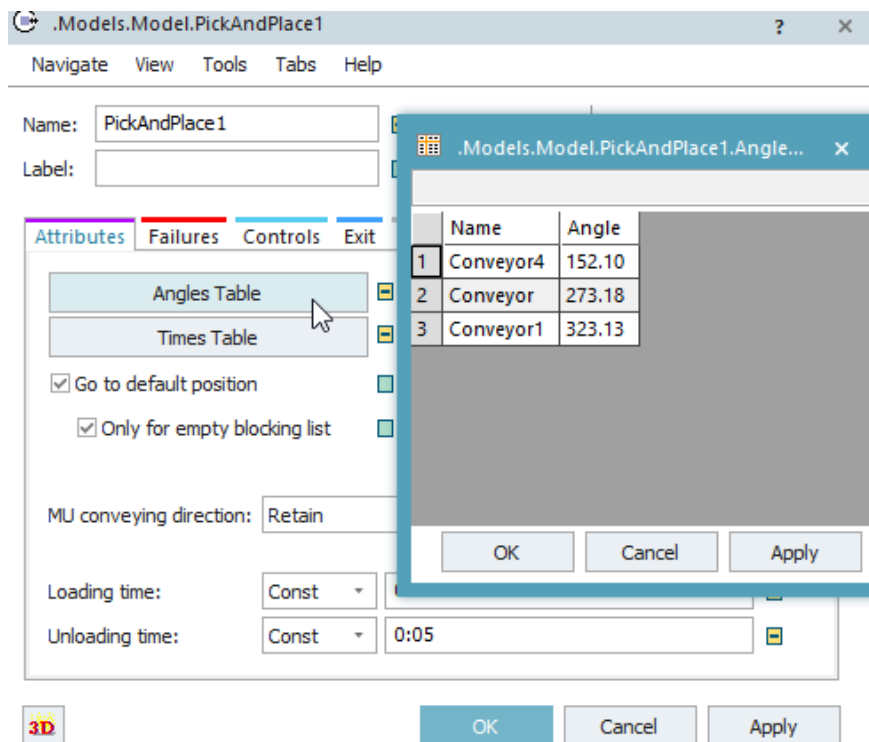 .Models.Model.PickAndPlace1 ? ×
Navigate View Tools Tabs Help
Name: PickAndPlace1
Label:
Attributes Failures Controls Exit
Angles Table
Times Table
Go to default position
Only for empty blocking list
MU conveying direction: Retain
Loading time: Const
Unloading time: Const 0:05
3D OK Cancel Apply
.Models.Model.PickAndPlace1.Angle... ×
Name Angle
1 Conveyor4 152.10
2 Conveyor 273.18
3 Conveyor1 323.13
OK Cancel Apply